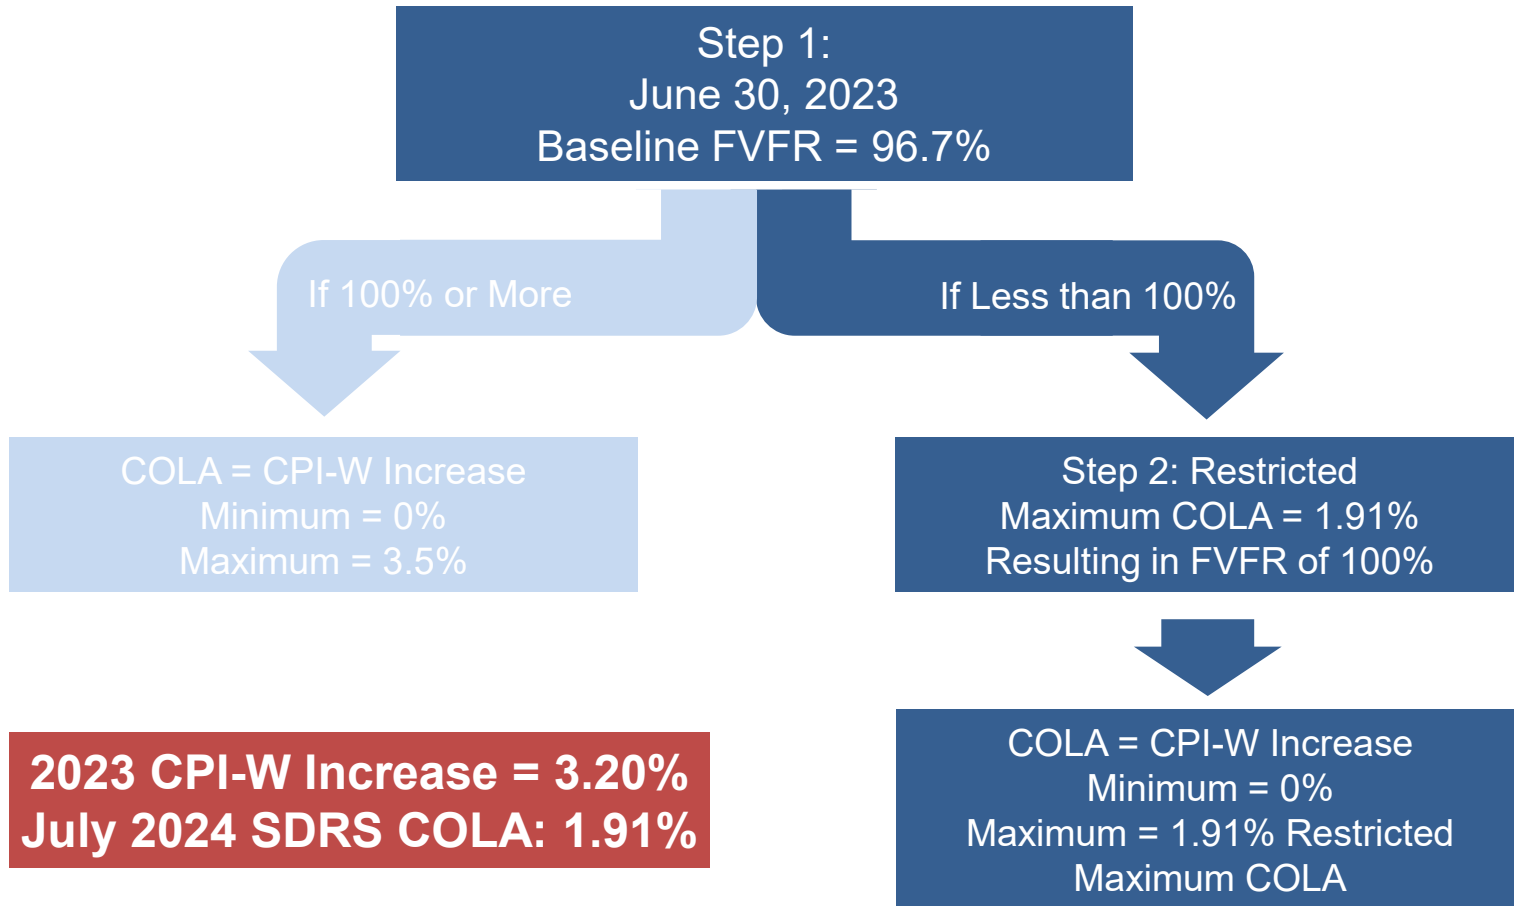 Step 1:
June 30, 2023
Baseline FVFR = 96.7%
If 100% or More
If Less than 100%
COLA = CPI-W Increase
Minimum = 0%
Maximum = 3.5%
Step 2: Restricted
Maximum COLA = 1.91%
Resulting in FVFR of 100%
2023 CPI-W Increase = 3.20%
July 2024 SDRS COLA: 1.91%
COLA = CPI-W Increase
Minimum = 0%
Maximum = 1.91% Restricted
Maximum COLA